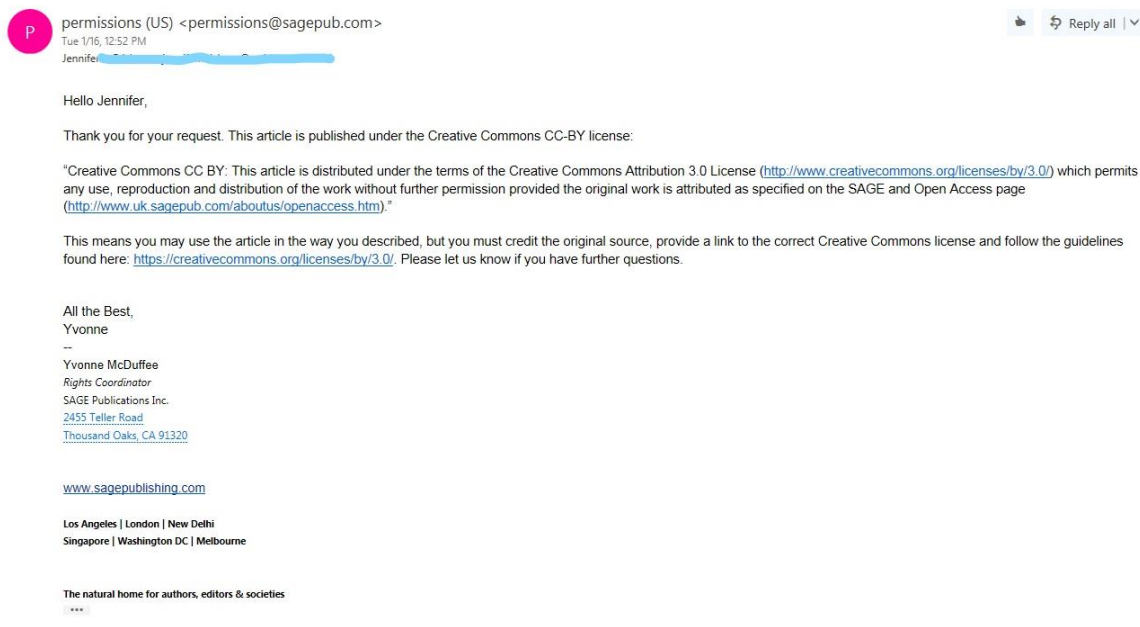 P
permissions (US) <permissions@sagepub.com>
Reply all
Tue 1/16, 12:52 PM
Jennifer
Hello Jennifer,
Thank you for your request. This article is published under the Creative Commons CC-BY license:
“Creative Commons CC BY: This article is distributed under the terms of the Creative Commons Attribution 3.0 License (http://www.creativecommons.org/licenses/by/3.0/) which permits
any use, reproduction and distribution of the work without further permission provided the original work is attributed as specified on the SAGE and Open Access page
(http://www.uk.sagepub.com/aboutus/openaccess.htm).”
This means you may use the article in the way you described, but you must credit the original source, provide a link to the correct Creative Commons license and follow the guidelines
found here: https://creativecommons.org/licenses/by/3.0/. Please let us know if you have further questions.
All the Best,
Yvonne
--
Yvonne McDuffee
Rights Coordinator
SAGE Publications Inc.
2455 Teller Road
Thousand Oaks, CA 91320
www.sagepublishing.com
Los Angeles | London | New Delhi
Singapore | Washington DC | Melbourne
The natural home for authors, editors & societies